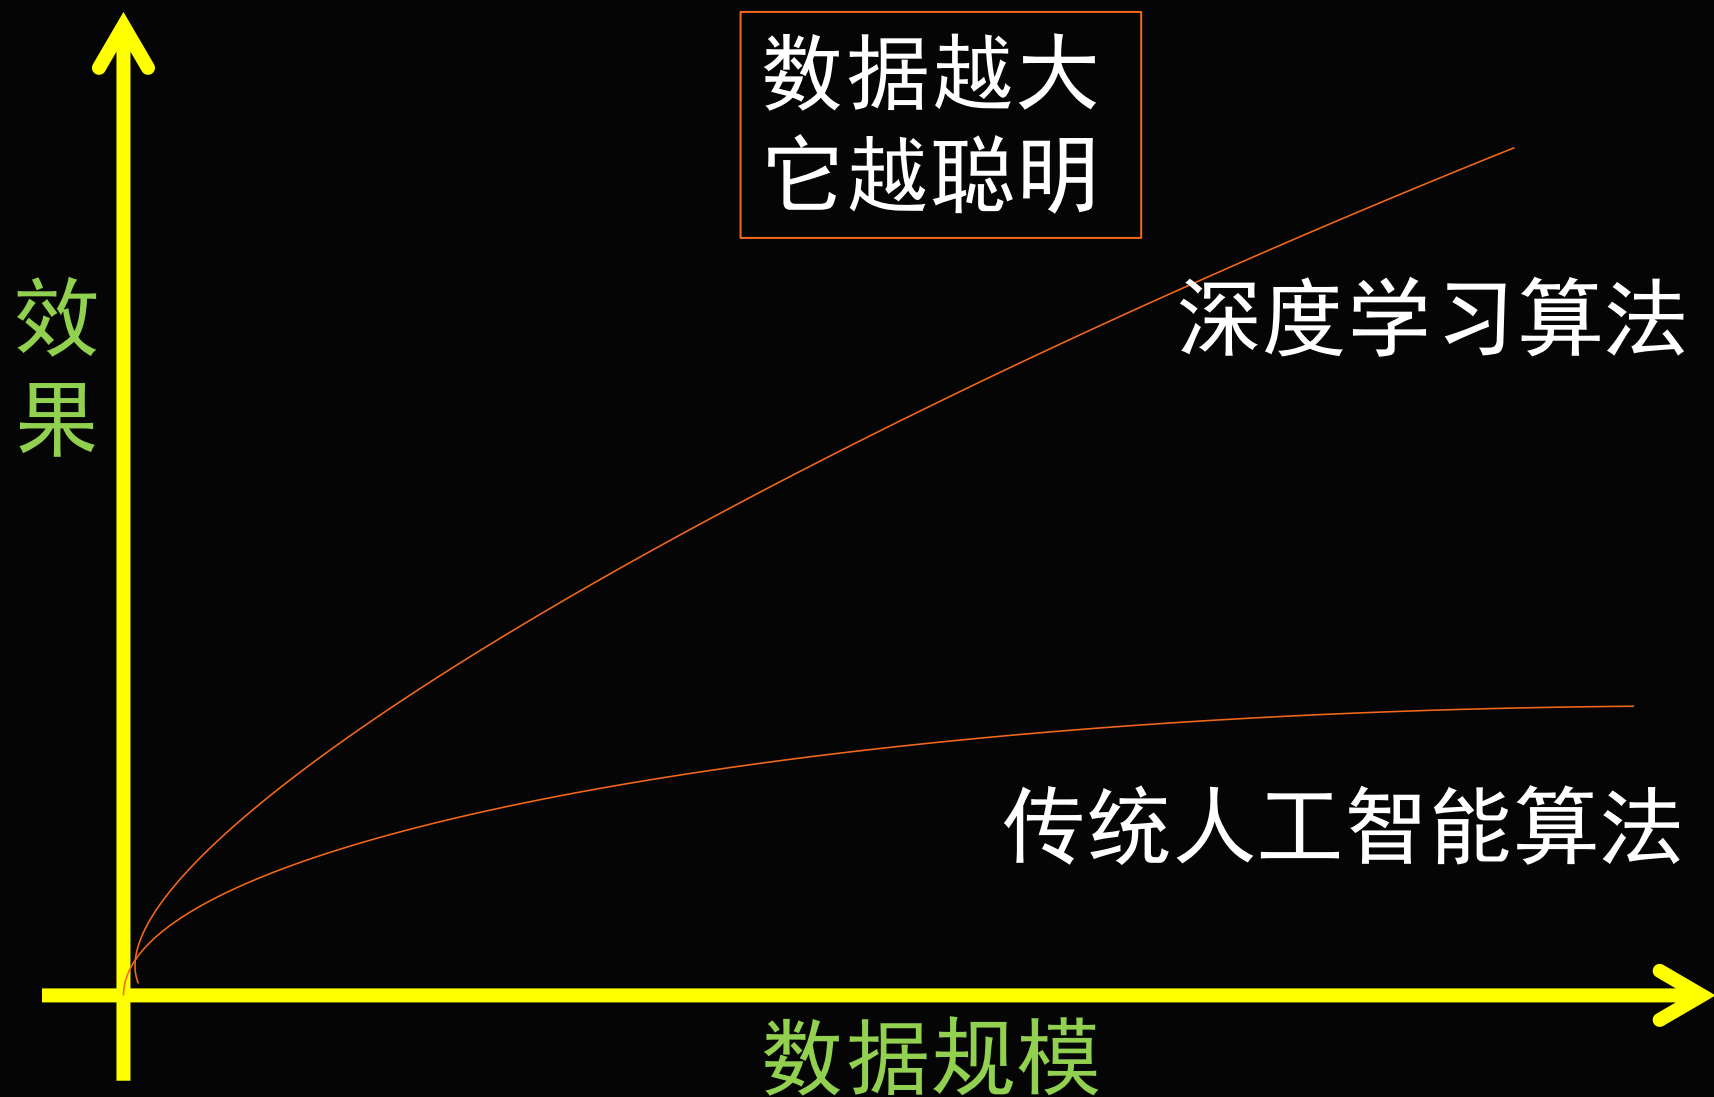 数据越大
它越聪明
深度学习算法
效
果
传统人工智能算法
数据规模